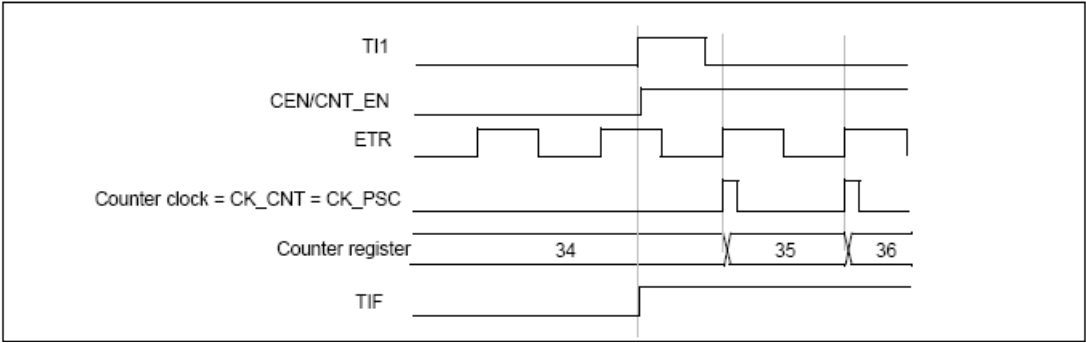 TI1
CEN/CNT_EN
ETR
Counter clock = CK_CNT = CK_PSC
Counter register 34 35 36
TIF